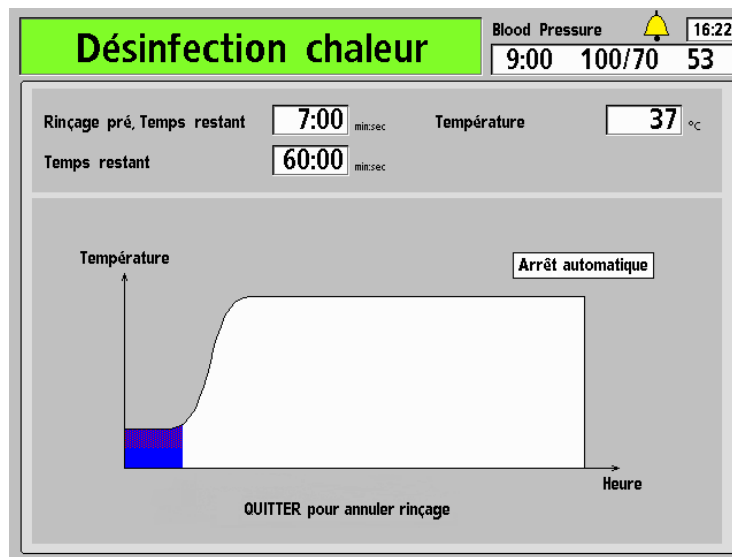 Désinfection chaleur
Blood Pressure 16:22
9:00 100/70 53
Rinçage pré, Temps restant 7:00 min:sec Température 37 °C
Temps restant 60:00 min:sec
Température
Arrêt automatique
Heure
QUITTER pour annuler rinçage